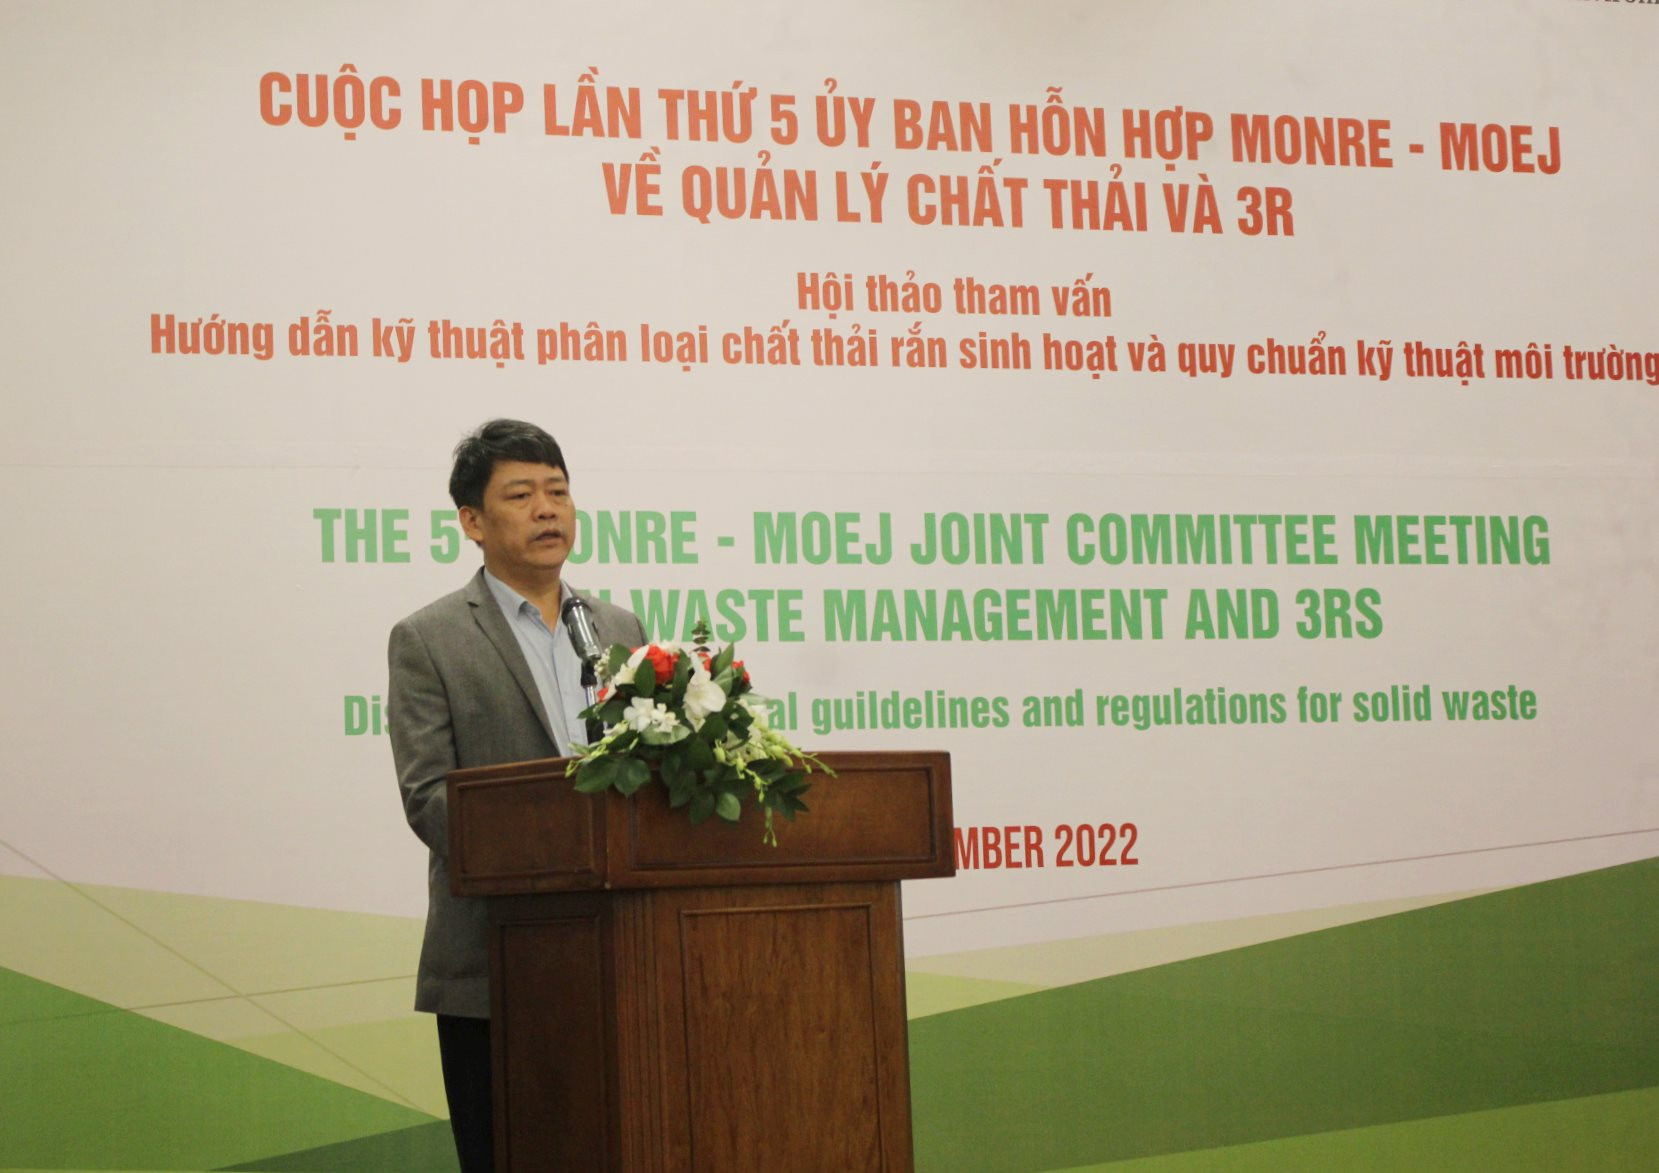 CUỘC HỌP LẦN THỨ 5 ỦY BAN HỖN HỢP MONRE - MOEJ
VỀ QUẢN LÝ CHẤT THẢI VÀ 3R
Hội thảo tham vấn
Hướng dẫn kỹ thuật phân loại chất thải rắn sinh hoạt và quy chuẩn kỹ thuật môi trường
THE 5 MONRE - MOEJ JOINT COMMITTEE MEETING
WASTE MANAGEMENT AND 3RS
guildelines and regulations for solid waste
2022